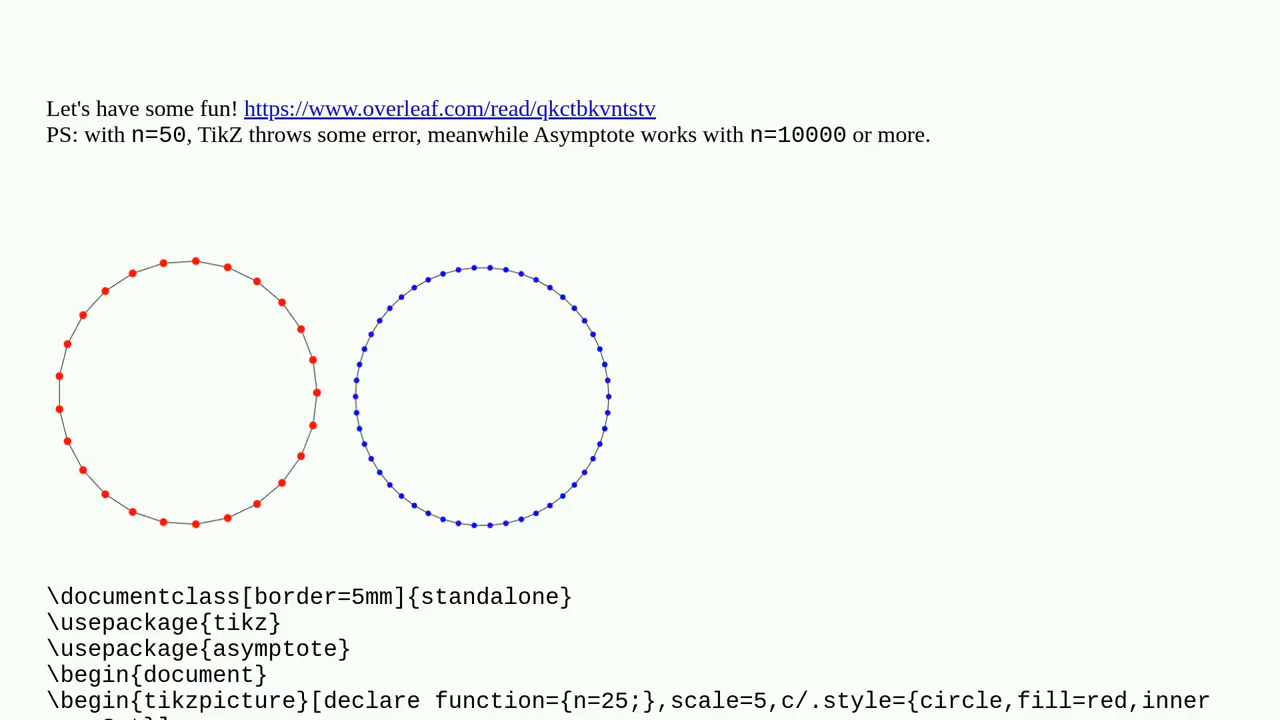 Let's have some fun! https://www.overleaf.com/read/qkctbkvntstv
PS: with n=50, TikZ throws some error, meanwhile Asymptote works with n=10000 or more.
\documentclass[border=5mm]{standalone}
\usepackage{tikz}
\usepackage{asymptote}
\begin{document}
\begin{tikzpicture}[declare function={n=25;},scale=5,c/.style={circle,fill=red,inner